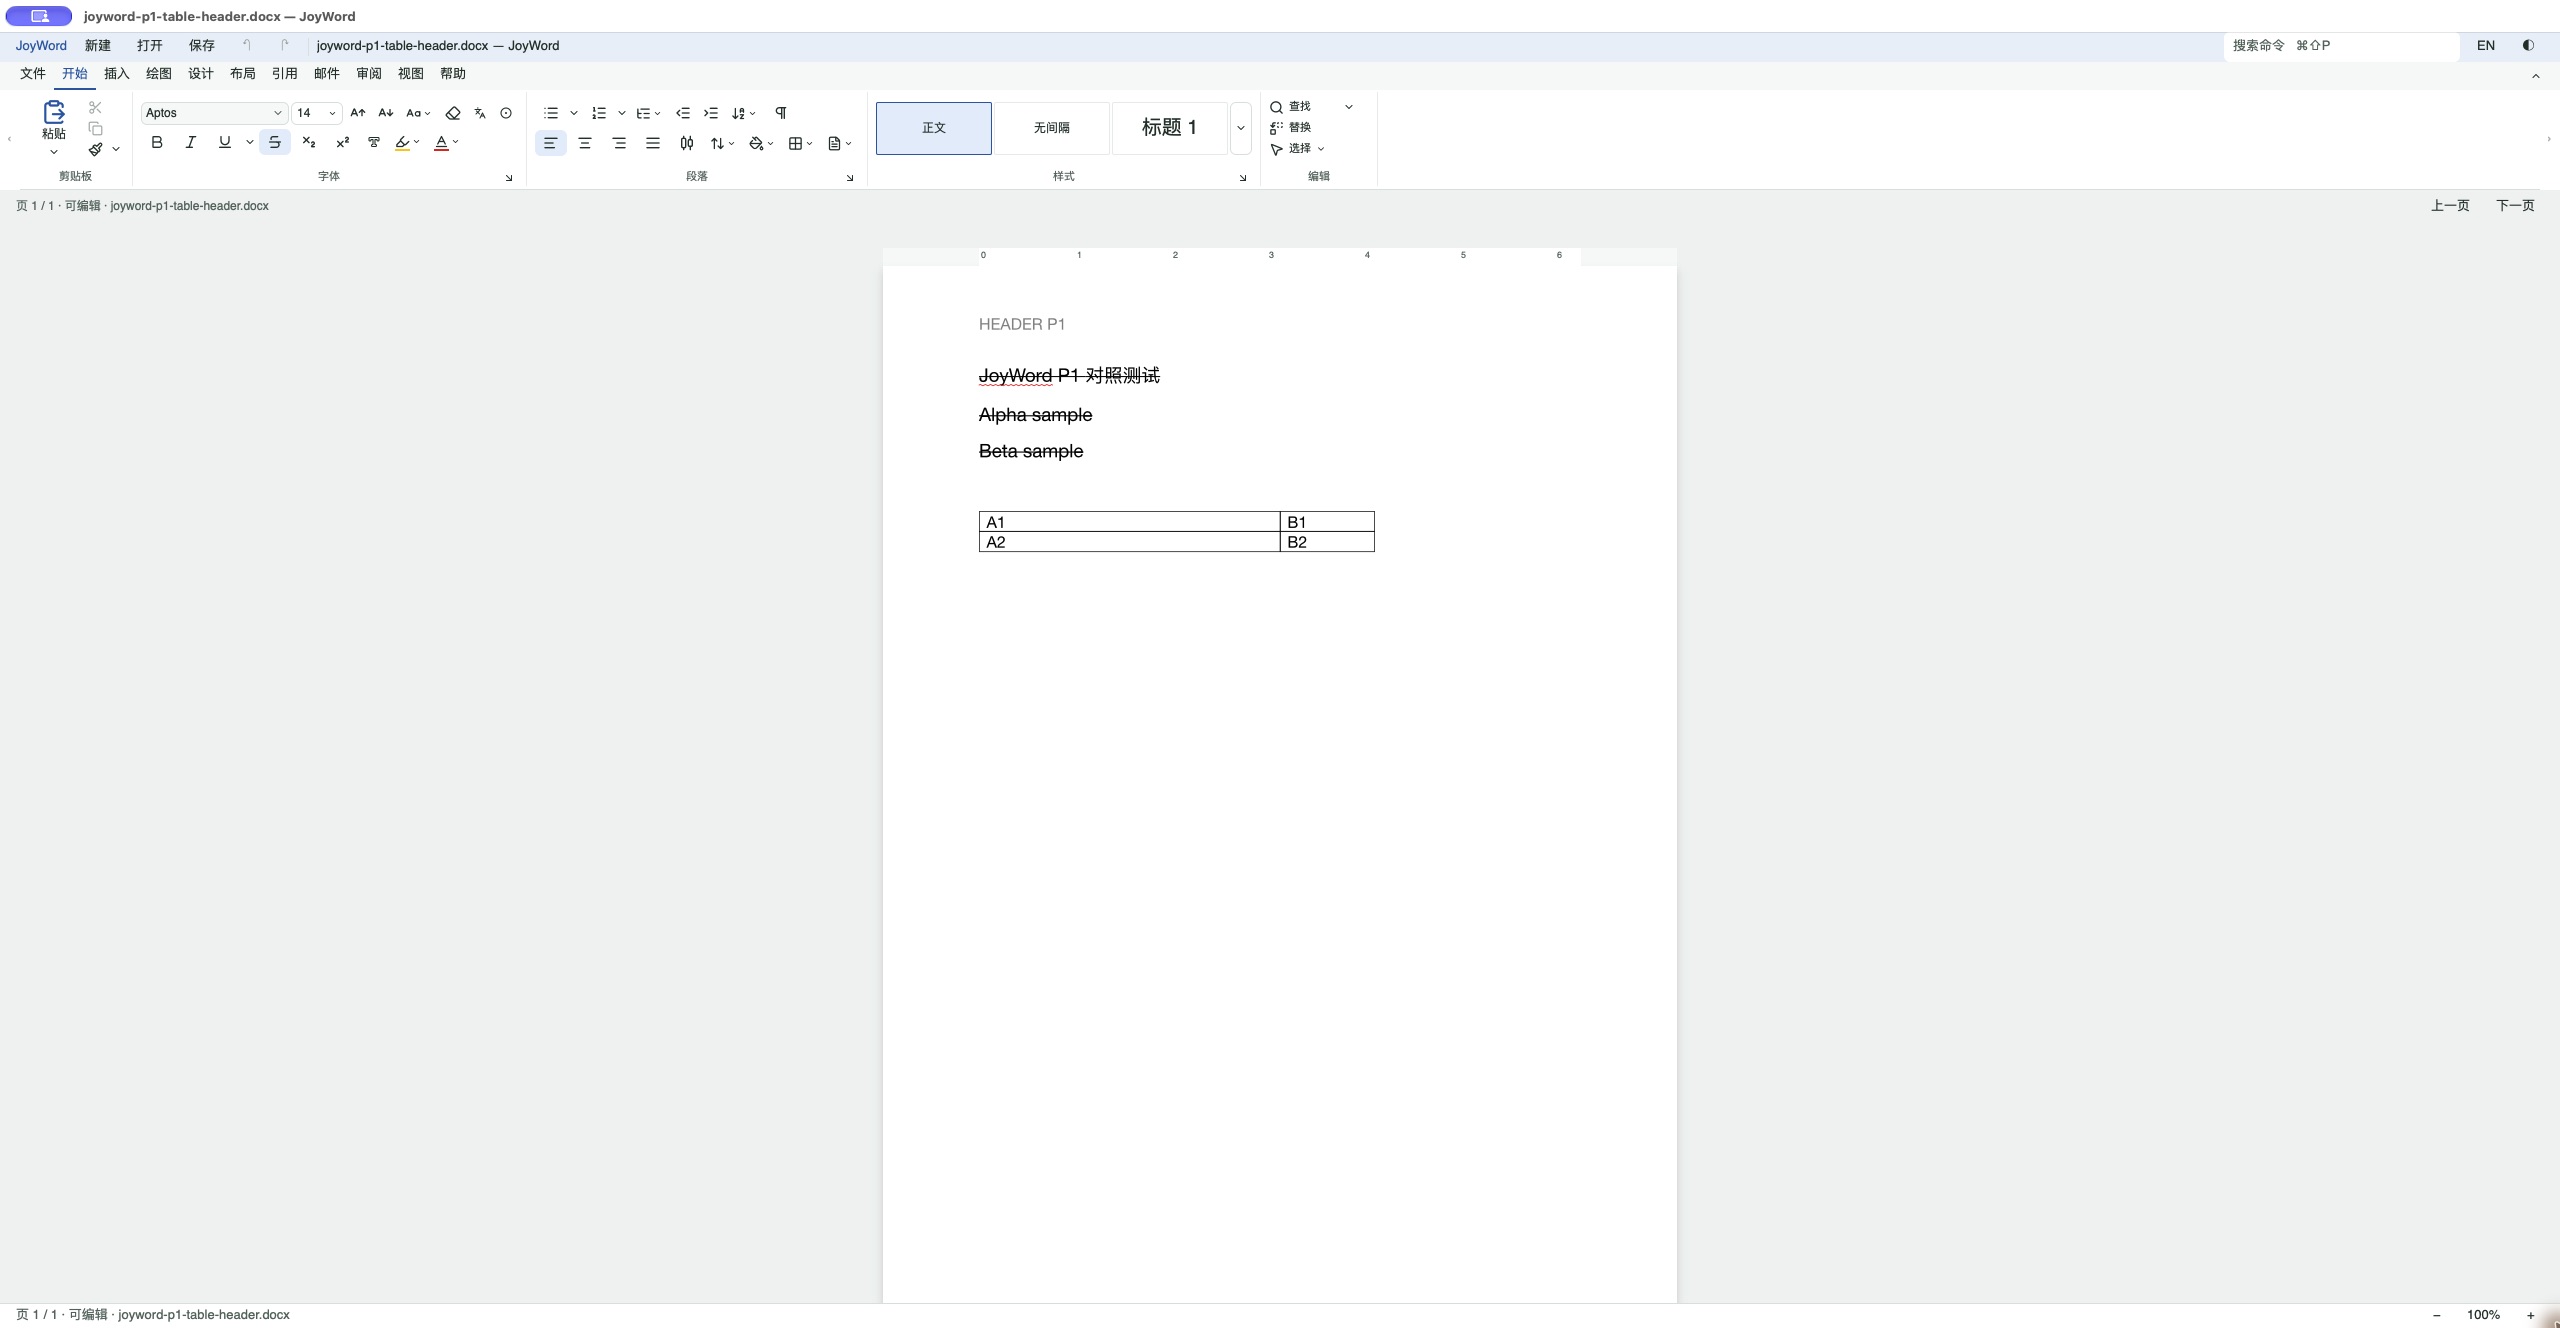 joyword-p1-table-header.docx — JoyWord
JoyWord 新建 打开 保存 joyword-p1-table-header.docx — JoyWord 搜索命令 ⌘⇧P EN
文件 开始 插入 绘图 设计 布局 引用 邮件 审阅 视图 帮助
粘贴
剪贴板
Aptos 14
字体
段落
正文 无间隔 标题 1
样式
查找
替换
选择
编辑
页 1 / 1 · 可编辑 · joyword-p1-table-header.docx 上一页 下一页
0 1 2 3 4 5 6
HEADER P1
JoyWord P1 对照测试
Alpha sample
Beta sample
A1 B1
A2 B2
页 1 / 1 · 可编辑 · joyword-p1-table-header.docx − 100% +